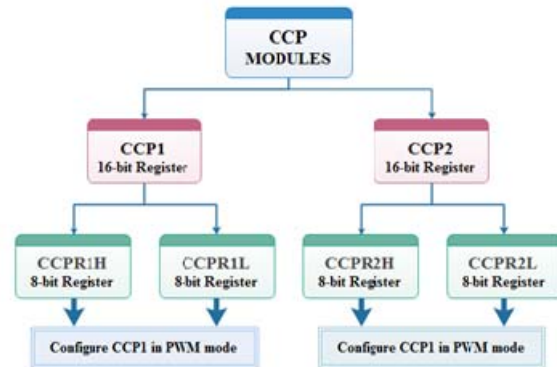 CCP
MODULES
CCP1
16-bit Register
CCP2
16-bit Register
CCPR1H
8-bit Register
CCPR1L
8-bit Register
CCPR2H
8-bit Register
CCPR2L
8-bit Register
Configure CCP1 in PWM mode
Configure CCP1 in PWM mode